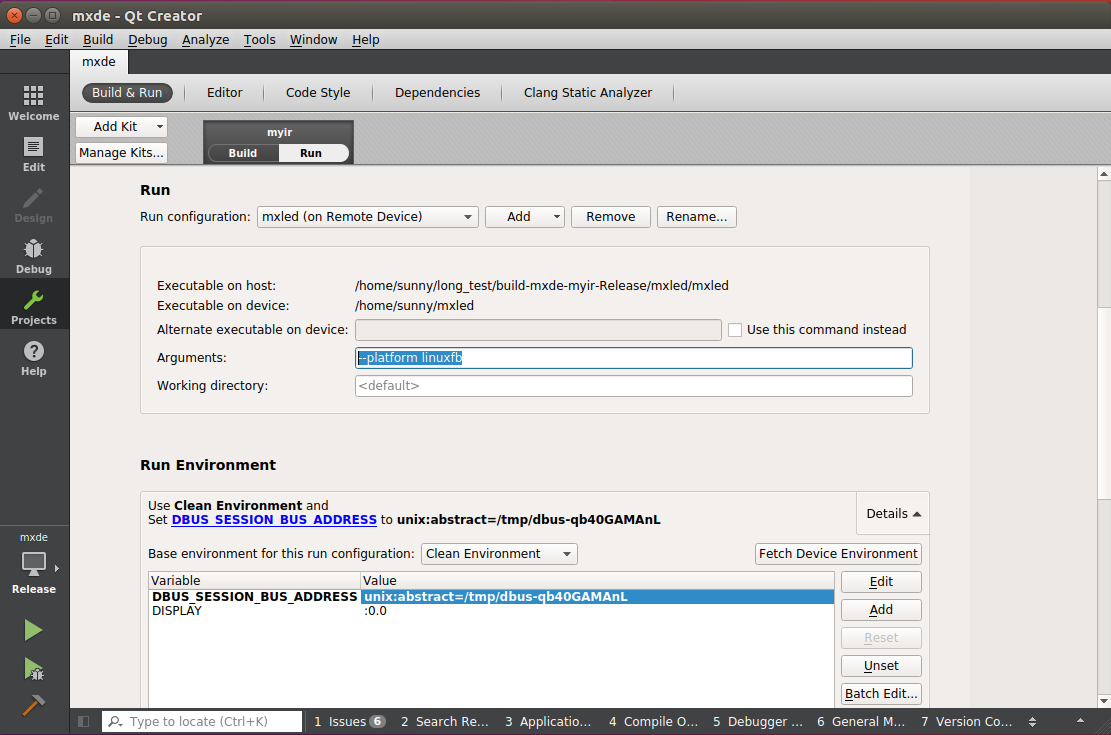 mxde - Qt Creator
File Edit Build Debug Analyze Tools Window Help
mxde
Build & Run Editor Code Style Dependencies Clang Static Analyzer
Welcome
Edit
Design
Debug
Projects
Help
Add Kit
Manage Kits...
myir
Build Run
Run
Run configuration: mxled (on Remote Device) Add Remove Rename...
Executable on host: /home/sunny/long_test/build-mxde-myir-Release/mxled/mxled
Executable on device: /home/sunny/mxled
Alternate executable on device: Use this command instead
Arguments: --platform linuxfb
Working directory: <default>
Run Environment
Use Clean Environment and
Set DBUS_SESSION_BUS_ADDRESS to unix:abstract=/tmp/dbus-qb40GAMAnL
Details
Base environment for this run configuration: Clean Environment Fetch Device Environment
Variable Value
DBUS_SESSION_BUS_ADDRESS unix:abstract=/tmp/dbus-qb40GAMAnL
DISPLAY :0.0
Edit
Add
Reset
Unset
Batch Edit...
mxde
Release
Type to locate (Ctrl+K) 1 Issues 6 2 Search Re... 3 Applicatio... 4 Compile O... 5 Debugger ... 6 General M... 7 Version Co...